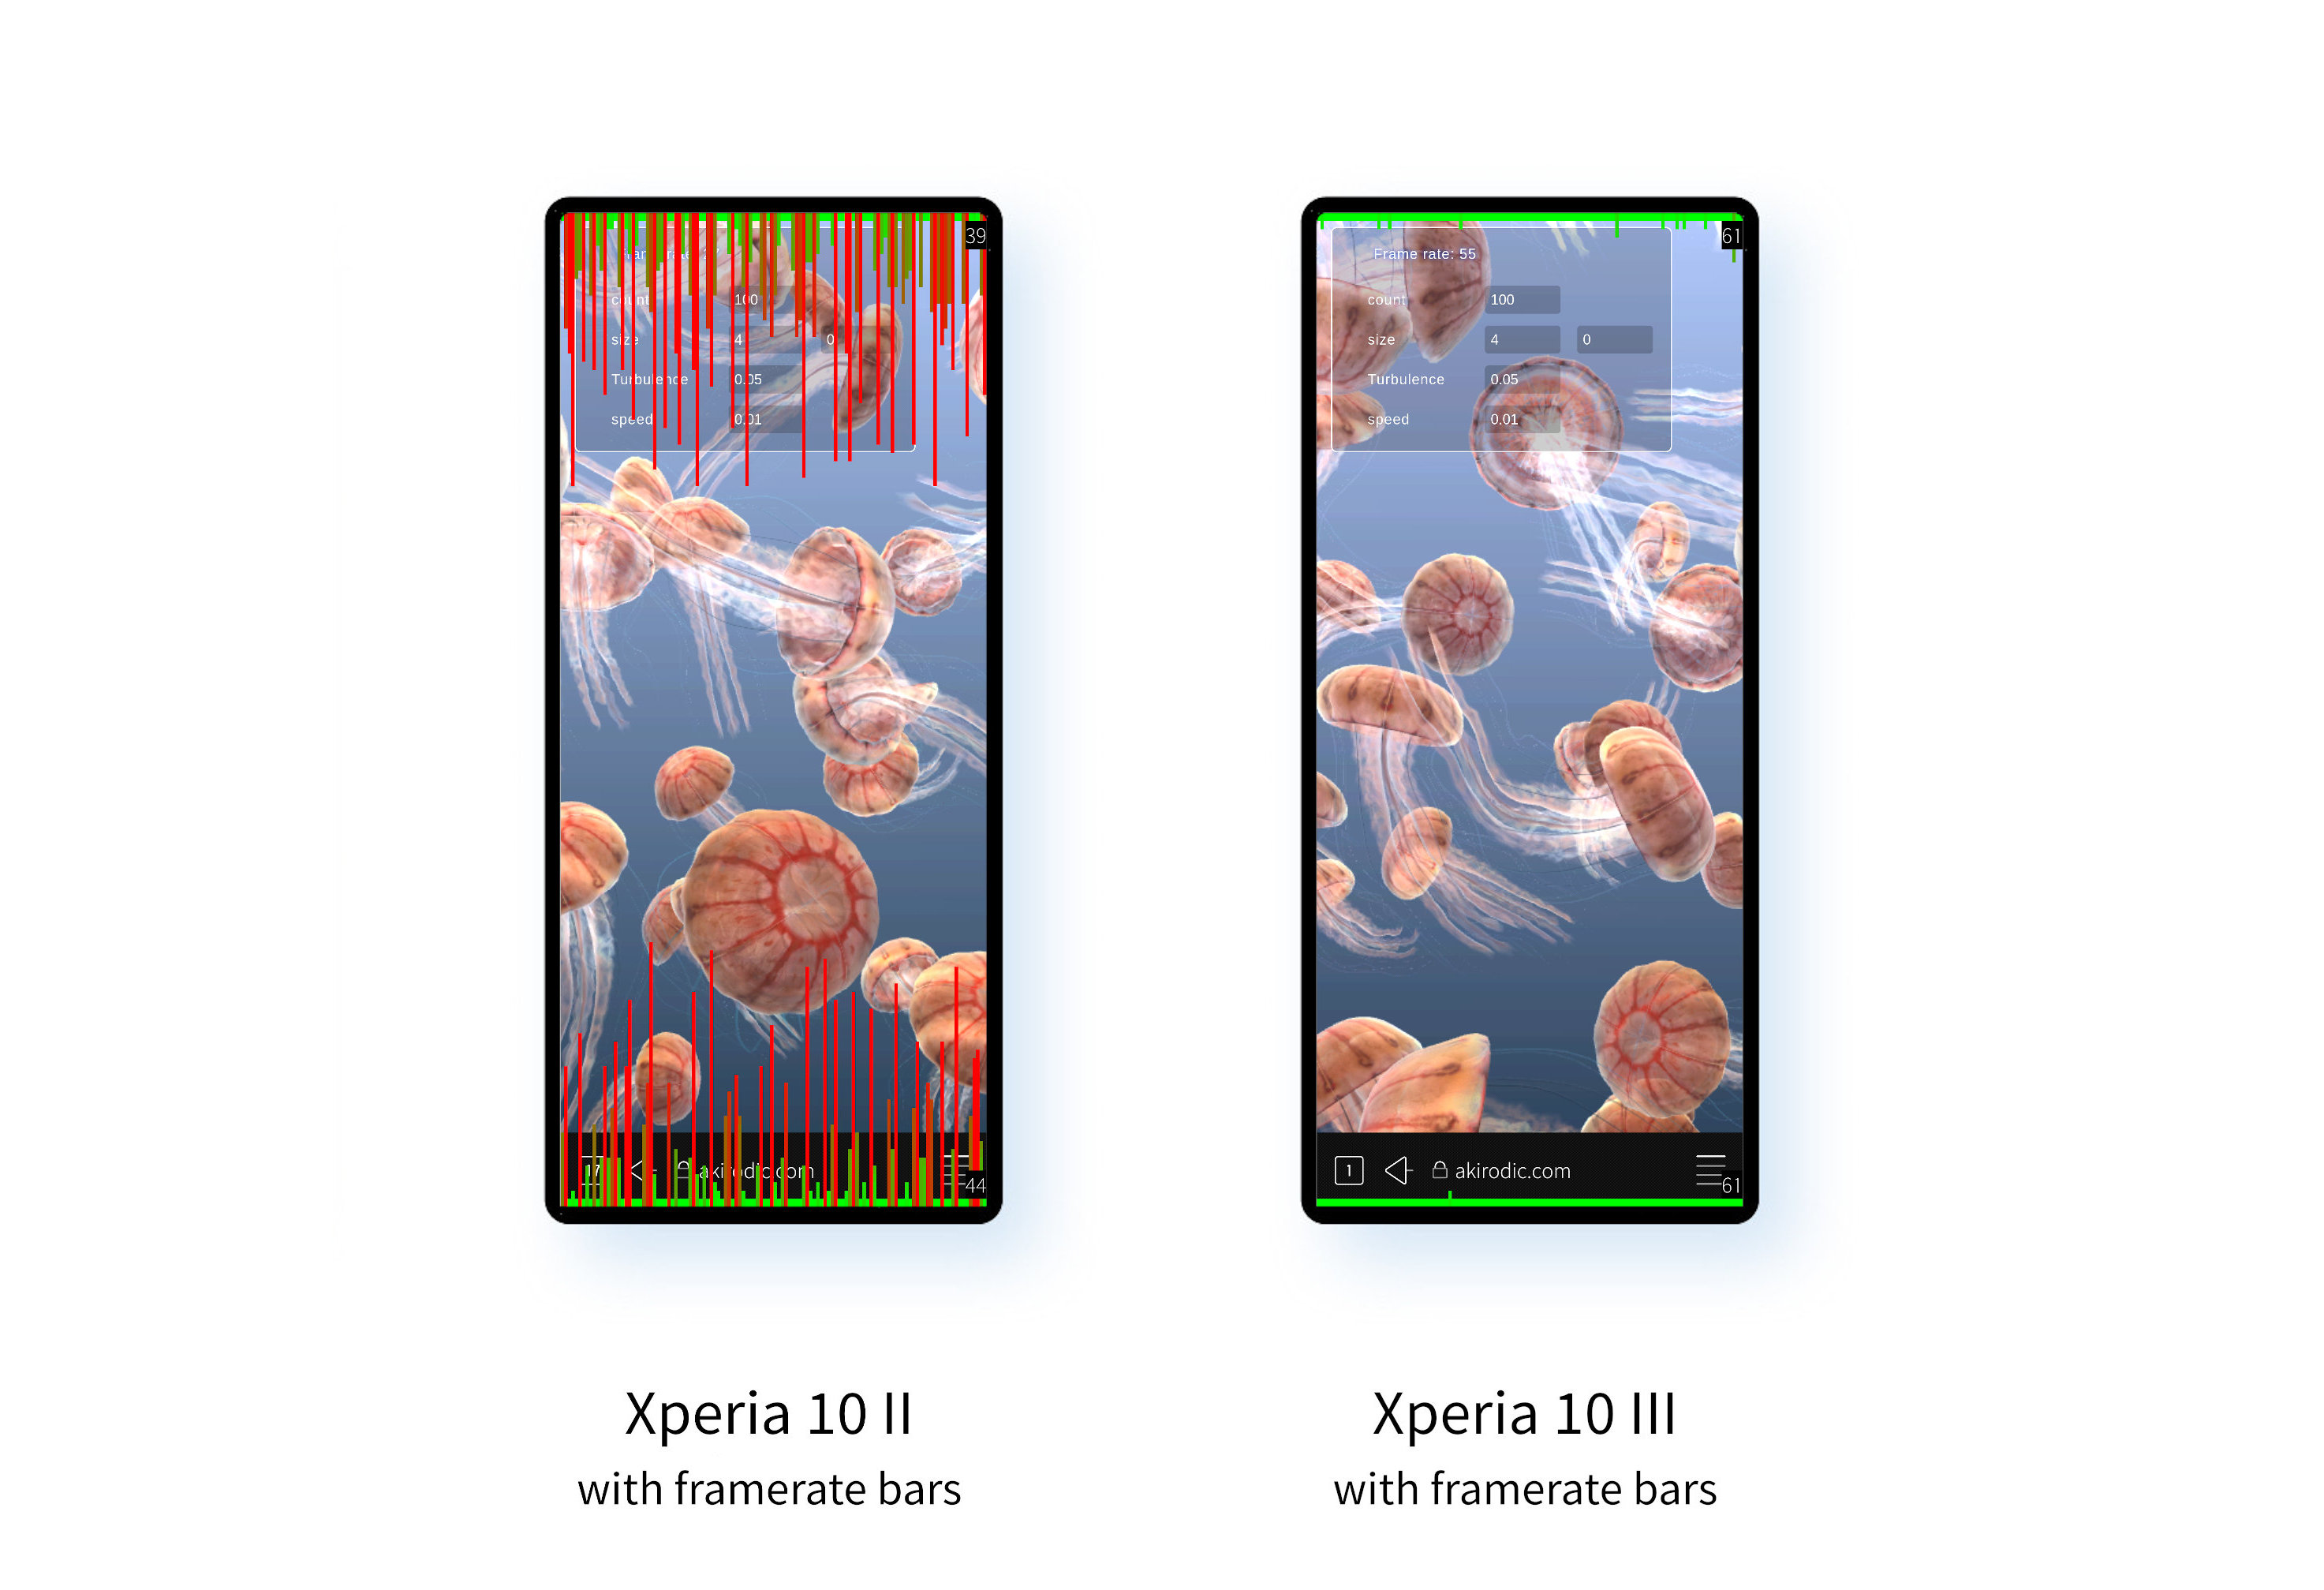 39
count 100
size 4 0
Turbulence 0.05
speed 0.01
17 akirodic.com
44
Xperia 10 II
with framerate bars
61
Frame rate: 55
count 100
size 4 0
Turbulence 0.05
speed 0.01
1 akirodic.com
61
Xperia 10 III
with framerate bars